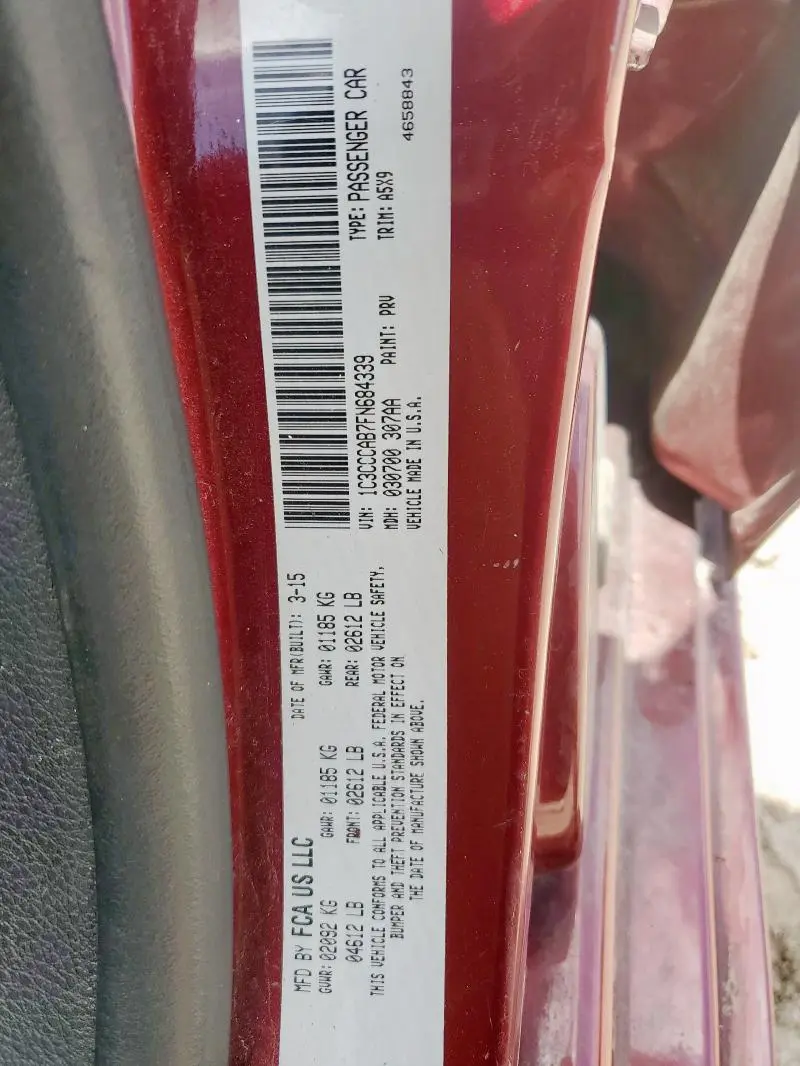 MFD BY FCA US LLC
DATE OF MFR(BUILT): 3-15
GVWR: 02092 KG
GAWR: 01185 KG
GAWR: 01185 KG
04612 LB
FRONT: 02612 LB
REAR: 02612 LB
THIS VEHICLE CONFORMS TO ALL APPLICABLE U.S.A. FEDERAL MOTOR VEHICLE SAFETY,
BUMPER AND THEFT PREVENTION STANDARDS IN EFFECT ON
THE DATE OF MANUFACTURE SHOWN ABOVE.
VIN: 1C3CCCAB7FN684339
TYPE: PASSENGER CAR
MDH: 030700 307AA
PAINT: PRV
TRIM: A5X9
VEHICLE MADE IN U.S.A.
4658843